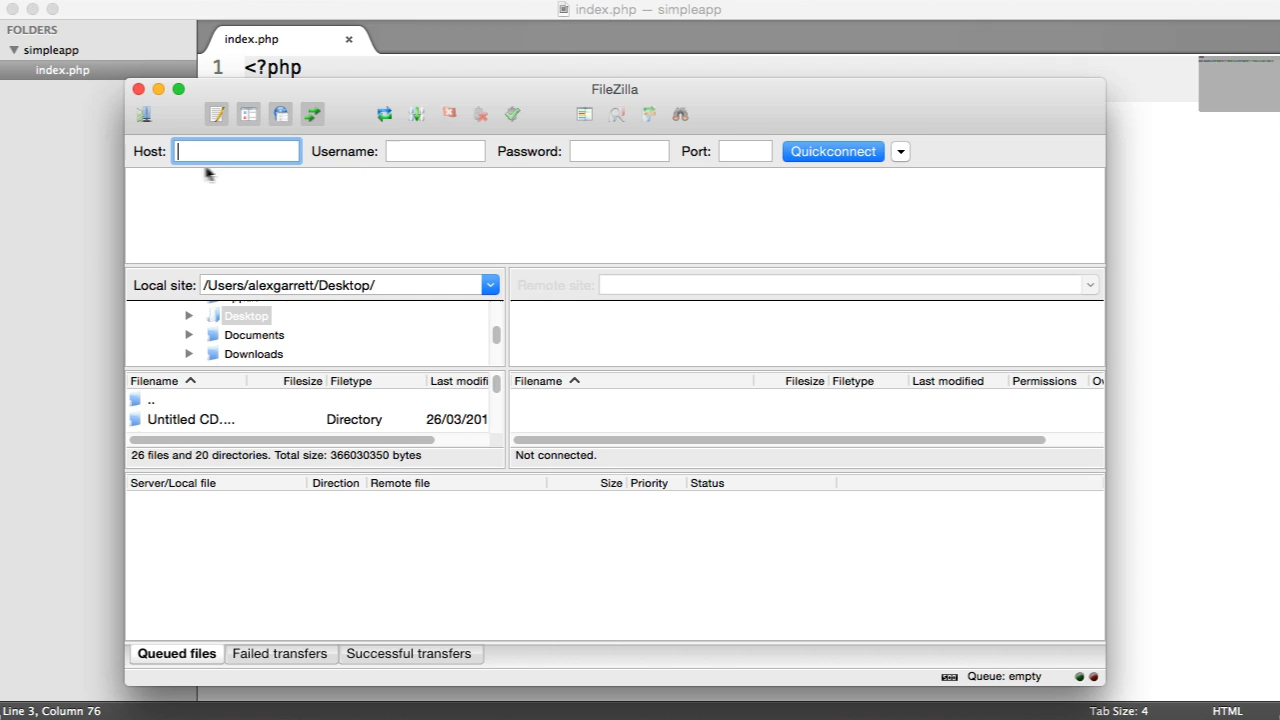 index.php — simpleapp
FOLDERS
simpleapp
index.php
index.php
1 <?php
FileZilla
Host: Username: Password: Port: Quickconnect
Local site: /Users/alexgarrett/Desktop/
Remote site:
Desktop
Documents
Downloads
Filename Filesize Filetype Last modifi
..
Untitled CD.... Directory 26/03/201
26 files and 20 directories. Total size: 366030350 bytes
Filename Filesize Filetype Last modified Permissions Ov
Not connected.
Server/Local file Direction Remote file Size Priority Status
Queued files Failed transfers Successful transfers
Queue: empty
Line 3, Column 76 Tab Size: 4 HTML